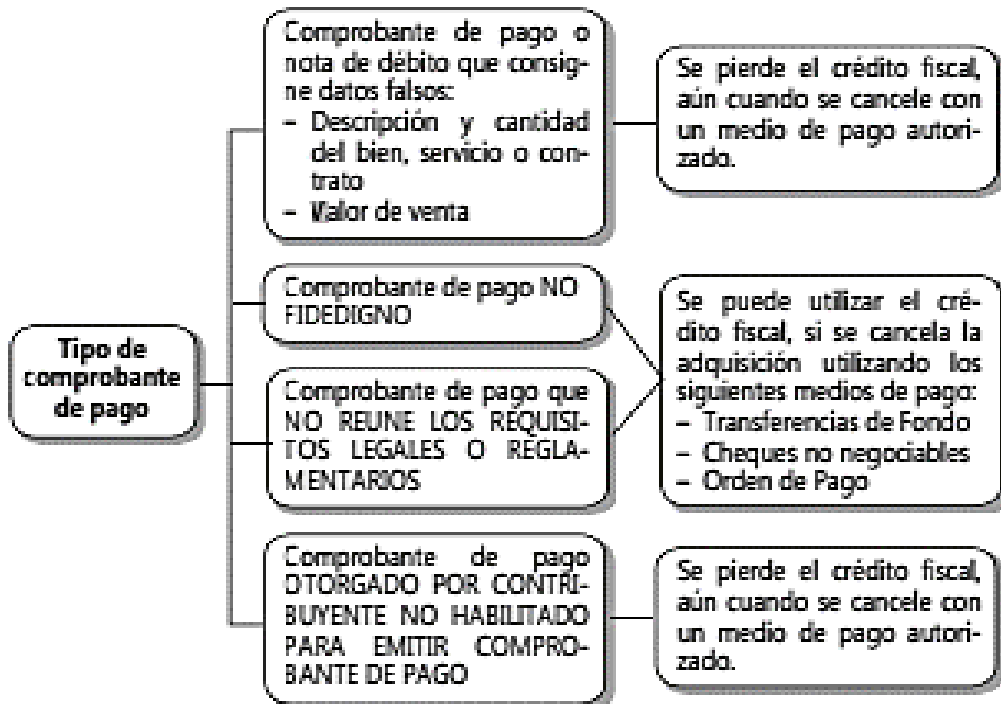 Tipo de
comprobante
de pago
Comprobante de pago o
nota de débito que consig-
ne datos falsos:
– Descripción y cantidad
del bien, servicio o con-
trato
– Valor de venta
Se pierde el crédito fiscal,
aún cuando se cancele con
un medio de pago autori-
zado.
Comprobante de pago NO
FIDEDIGNO
Comprobante de pago que
NO REUNE LOS REQUISI-
TOS LEGALES O REGLA-
MENTARIOS
Se puede utilizar el cré-
dito fiscal, si se cancela la
adquisición utilizando los
siguientes medios de pago:
– Transferencias de Fondo
– Cheques no negociables
– Orden de Pago
Comprobante de pago
OTORGADO POR CONTRI-
BUYENTE NO HABILITADO
PARA EMITIR COMPRO-
BANTE DE PAGO
Se pierde el crédito fiscal,
aún cuando se cancele con
un medio de pago autori-
zado.